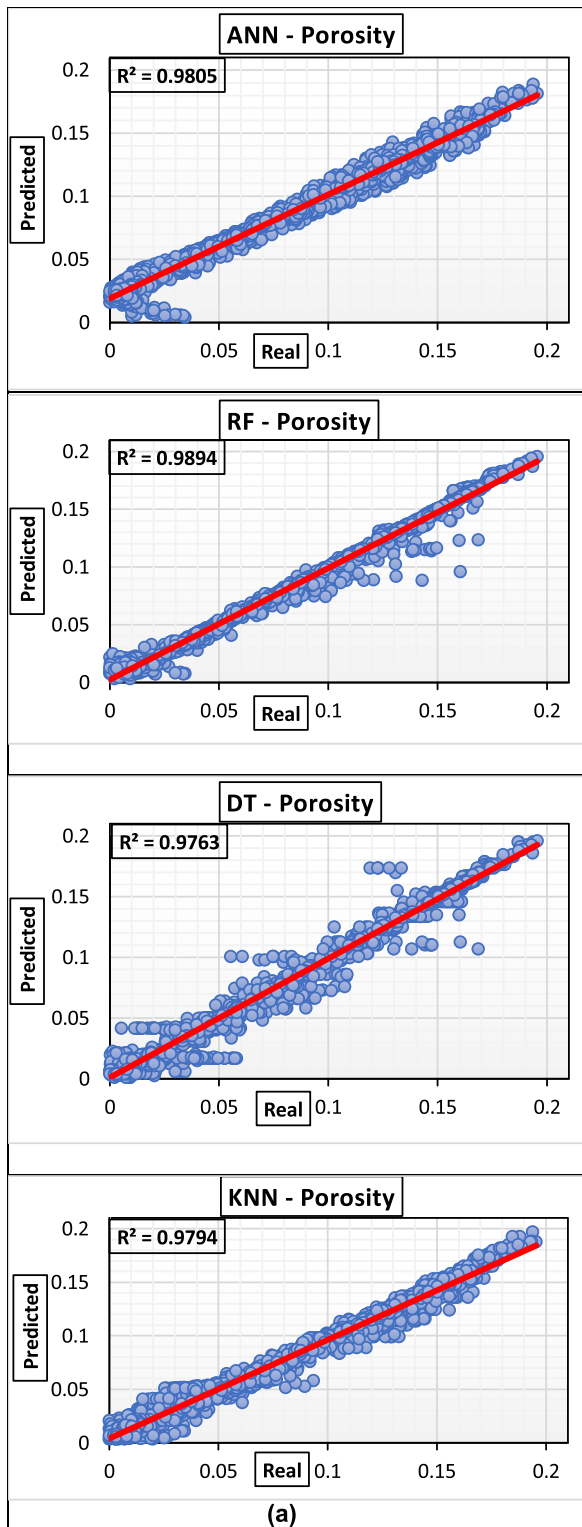 ANN - Porosity
R² = 0.9805
Predicted
0.2
0.15
0.1
0.05
0
0 0.05 0.1 0.15 0.2
Real
RF - Porosity
R² = 0.9894
Predicted
0.2
0.15
0.1
0.05
0
0 0.05 0.1 0.15 0.2
Real
DT - Porosity
R² = 0.9763
Predicted
0.2
0.15
0.1
0.05
0
0 0.05 0.1 0.15 0.2
Real
KNN - Porosity
R² = 0.9794
Predicted
0.2
0.15
0.1
0.05
0
0 0.05 0.1 0.15 0.2
Real
(a)